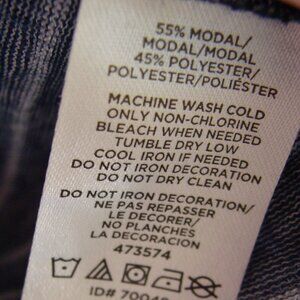 55% MODAL/
MODAL/MODAL
45% POLYESTER/
POLYESTER/POLIÉSTER
MACHINE WASH COLD
ONLY NON-CHLORINE
BLEACH WHEN NEEDED
TUMBLE DRY LOW
COOL IRON IF NEEDED
DO NOT IRON DECORATION
DO NOT DRY CLEAN
DO NOT IRON DECORATION/
NE PAS REPASSER
LE DECORER/
NO PLANCHES
LA DECORACION
473574
ID# 70040